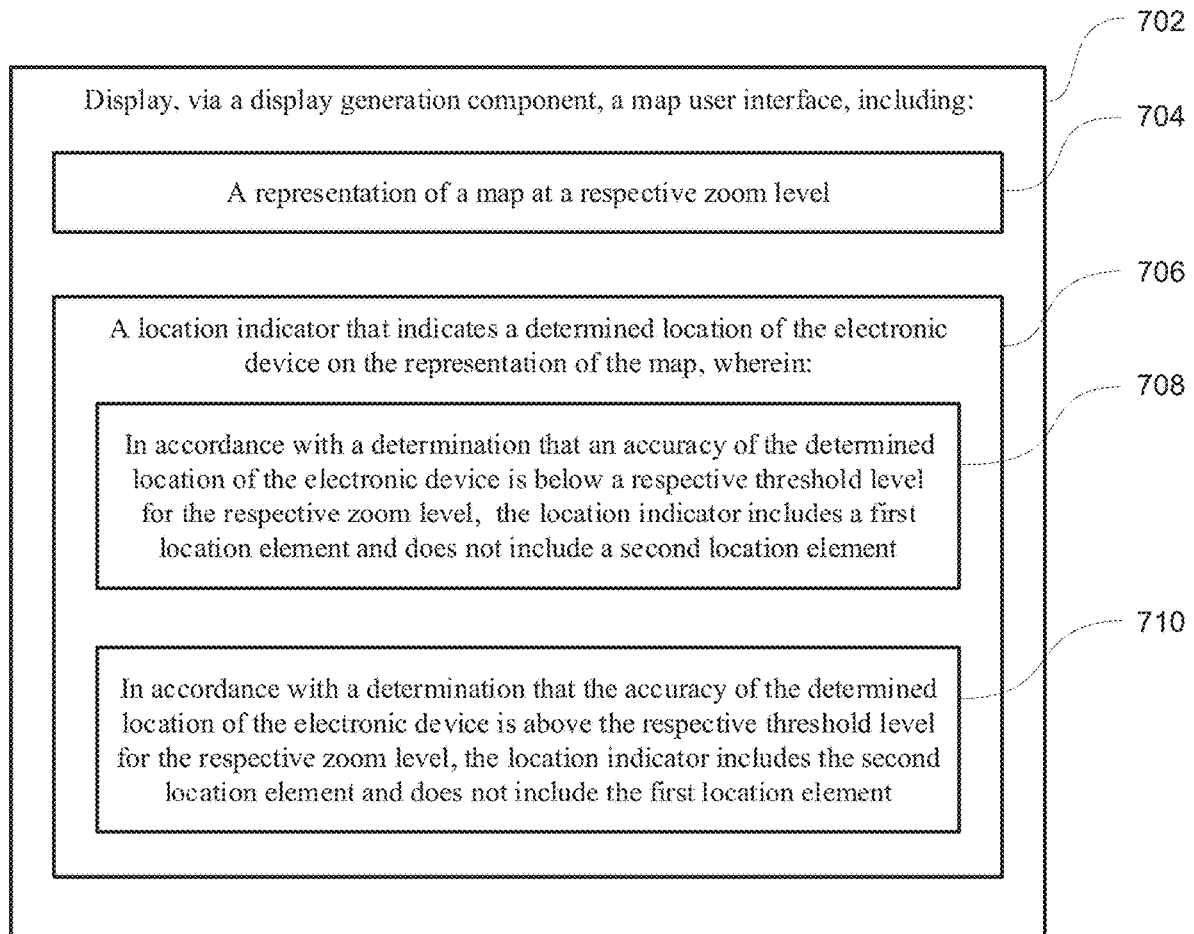 702
Display, via a display generation component, a map user interface, including:
704
A representation of a map at a respective zoom level
706
A location indicator that indicates a determined location of the electronic
device on the representation of the map, wherein:
708
In accordance with a determination that an accuracy of the determined
location of the electronic device is below a respective threshold level
for the respective zoom level, the location indicator includes a first
location element and does not include a second location element
710
In accordance with a determination that the accuracy of the determined
location of the electronic device is above the respective threshold level
for the respective zoom level, the location indicator includes the second
location element and does not include the first location element